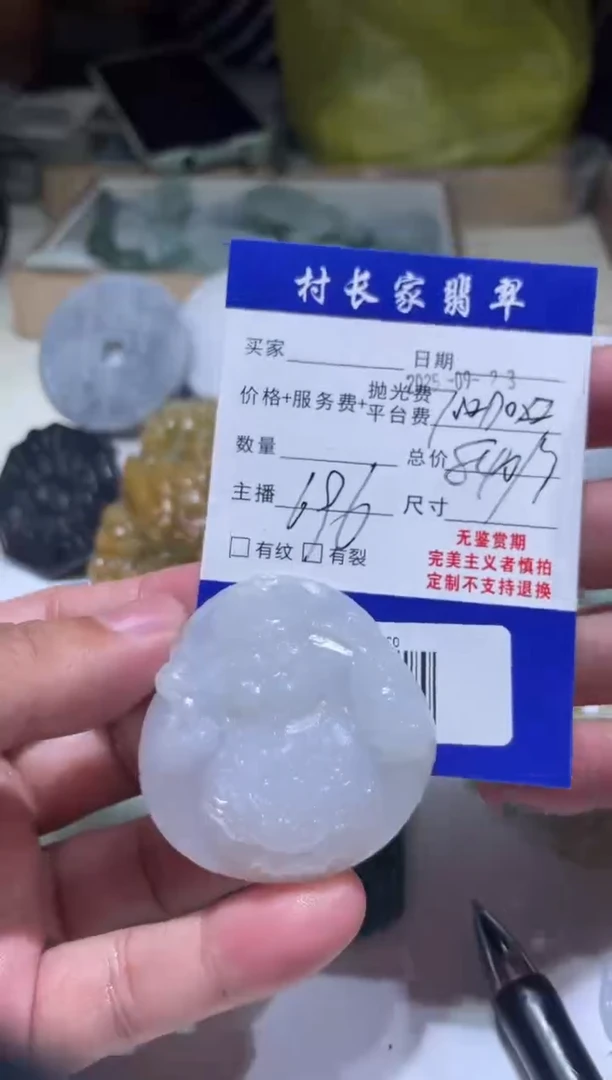 村长家翡翠
买家 日期
2025-07-23
价格+服务费+抛光费
平台费
数量 总价
主播 696 尺寸
有纹 有裂
无鉴赏期
完美主义者慎拍
定制不支持退换